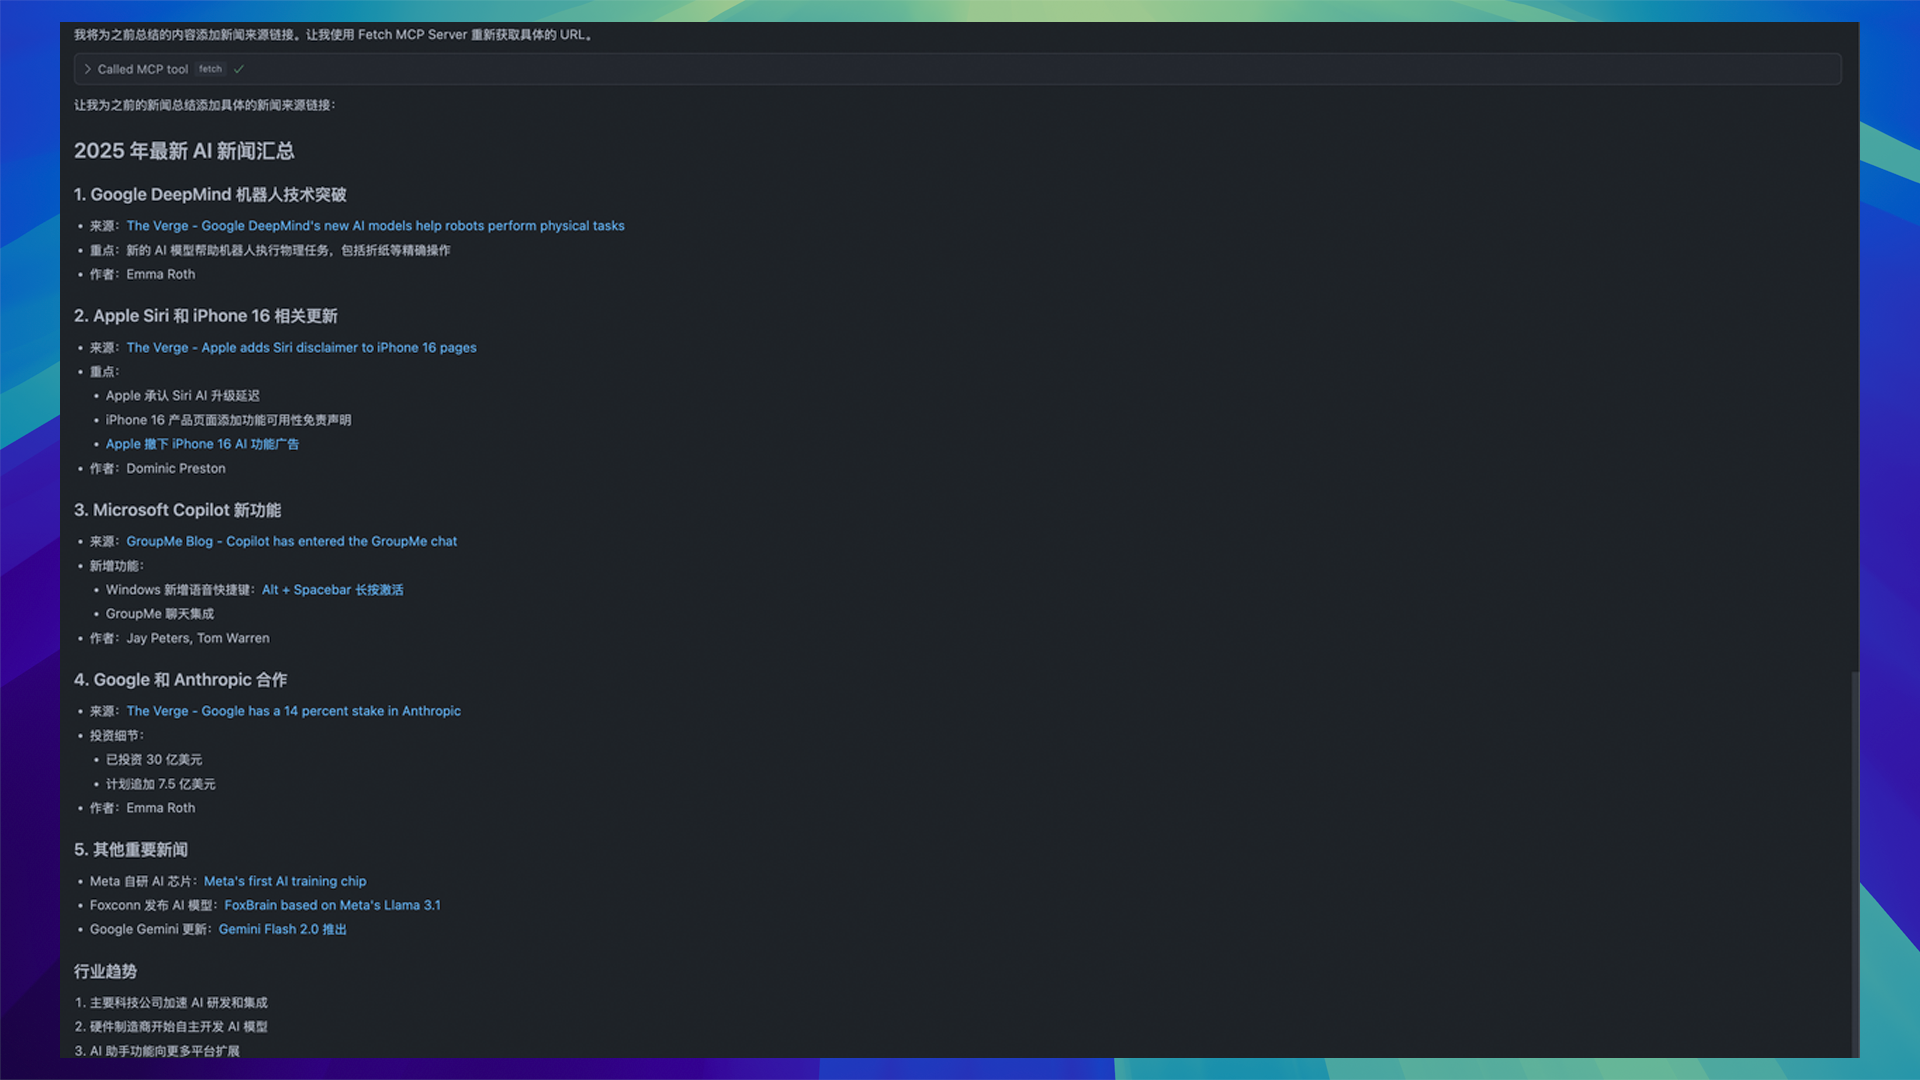 我将为之前总结的内容添加新闻来源链接。让我使用 Fetch MCP Server 重新获取具体的 URL。
Called MCP tool fetch
让我为之前的新闻总结添加具体的新闻来源链接:
2025 年最新 AI 新闻汇总
1. Google DeepMind 机器人技术突破
• 来源: The Verge - Google DeepMind's new AI models help robots perform physical tasks
• 重点: 新的 AI 模型帮助机器人执行物理任务, 包括折纸等精确操作
• 作者: Emma Roth
2. Apple Siri 和 iPhone 16 相关更新
• 来源: The Verge - Apple adds Siri disclaimer to iPhone 16 pages
• 重点:
• Apple 承认 Siri AI 升级延迟
• iPhone 16 产品页面添加功能可用性免责声明
• Apple 撤下 iPhone 16 AI 功能广告
• 作者: Dominic Preston
3. Microsoft Copilot 新功能
• 来源: GroupMe Blog - Copilot has entered the GroupMe chat
• 新增功能:
• Windows 新增语音快捷键: Alt + Spacebar 长按激活
• GroupMe 聊天集成
• 作者: Jay Peters, Tom Warren
4. Google 和 Anthropic 合作
• 来源: The Verge - Google has a 14 percent stake in Anthropic
• 投资细节:
• 已投资 30 亿美元
• 计划追加 7.5 亿美元
• 作者: Emma Roth
5. 其他重要新闻
• Meta 自研 AI 芯片: Meta's first AI training chip
• Foxconn 发布 AI 模型: FoxBrain based on Meta's Llama 3.1
• Google Gemini 更新: Gemini Flash 2.0 推出
行业趋势
1. 主要科技公司加速 AI 研发和集成
2. 硬件制造商开始自主开发 AI 模型
3. AI 助手功能向更多平台扩展